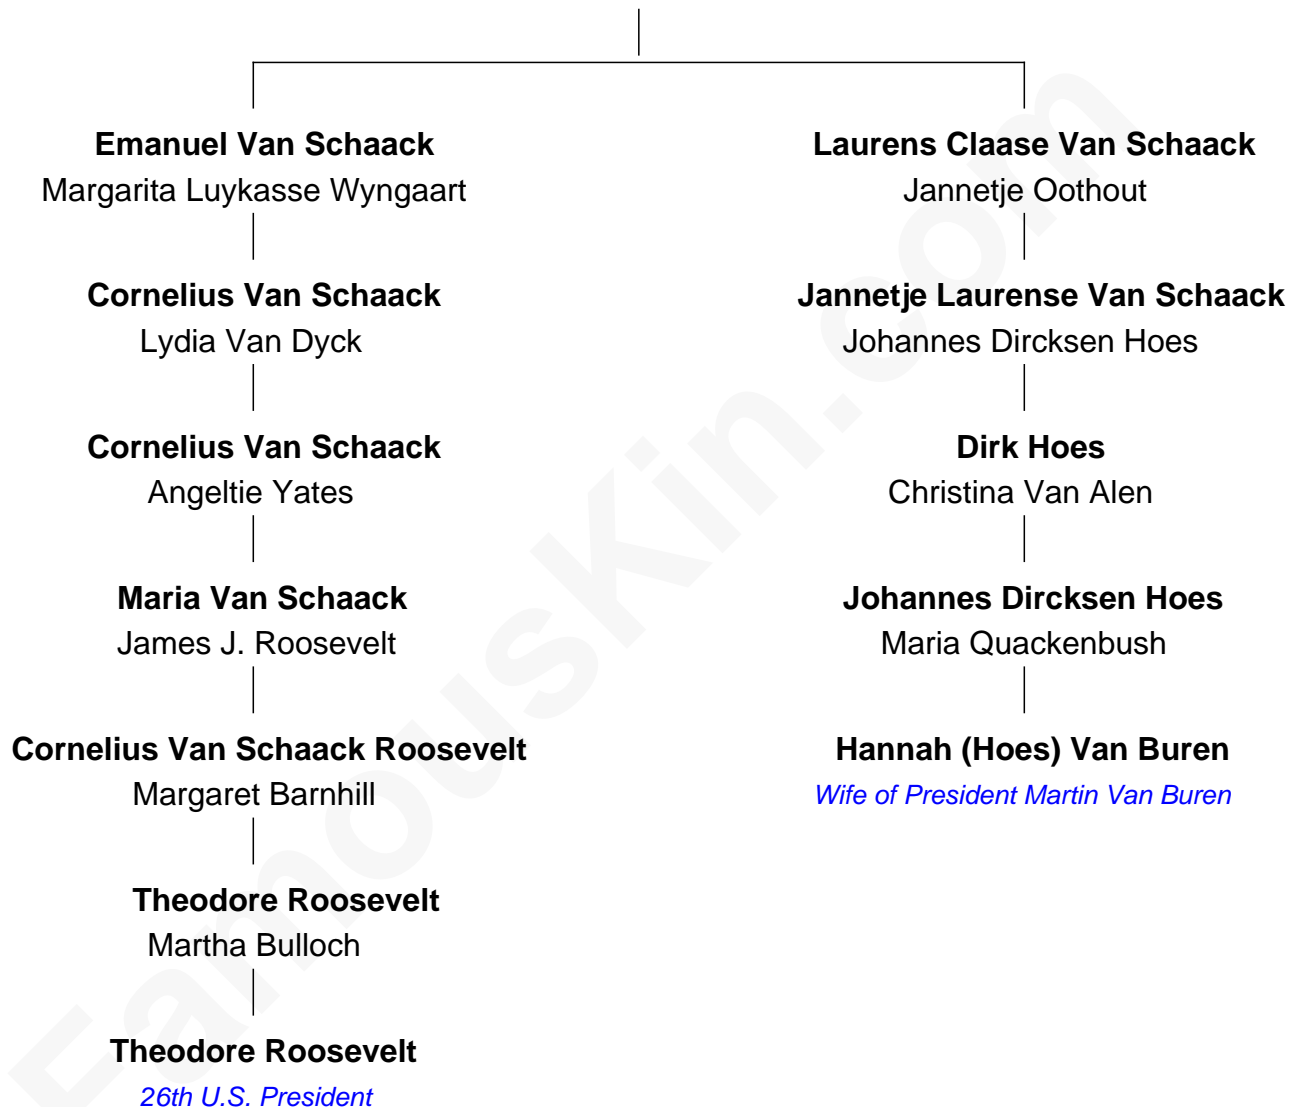 Emanuel Van Schaack
Margarita Luykasse Wyngaart
Cornelius Van Schaack
Lydia Van Dyck
Cornelius Van Schaack
Angeltie Yates
Maria Van Schaack
James J. Roosevelt
Cornelius Van Schaack Roosevelt
Margaret Barnhill
Theodore Roosevelt
Martha Bulloch
Theodore Roosevelt
26th U.S. President
Laurens Claase Van Schaack
Jannetje Oothout
Jannetje Laurense Van Schaack
Johannes Dircksen Hoes
Dirk Hoes
Christina Van Alen
Johannes Dircksen Hoes
Maria Quackenbush
Hannah (Hoes) Van Buren
Wife of President Martin Van Buren
FamousKin.com